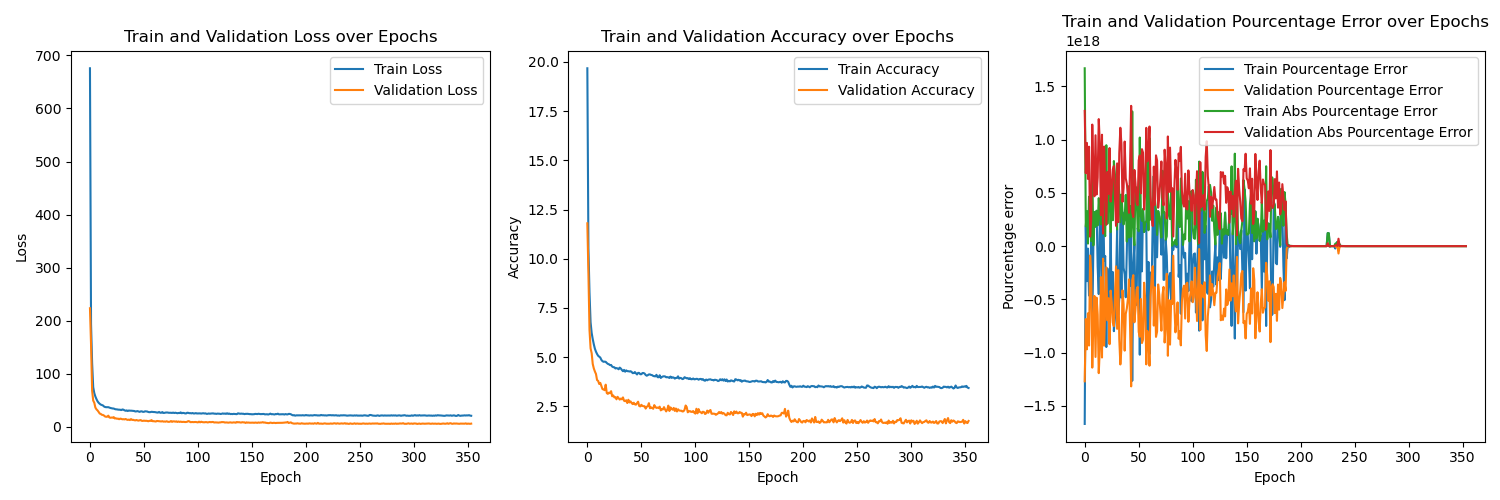 Train and Validation Loss over Epochs
700
600
500
400
300
200
100
0
Loss
0 50 100 150 200 250 300 350
Epoch
Train Loss
Validation Loss
Train and Validation Accuracy over Epochs
20.0
17.5
15.0
12.5
10.0
7.5
5.0
2.5
Accuracy
0 50 100 150 200 250 300 350
Epoch
Train Accuracy
Validation Accuracy
Train and Validation Pourcentage Error over Epochs
1e18
1.5
1.0
0.5
0.0
−0.5
−1.0
−1.5
Pourcentage error
0 50 100 150 200 250 300 350
Epoch
Train Pourcentage Error
Validation Pourcentage Error
Train Abs Pourcentage Error
Validation Abs Pourcentage Error